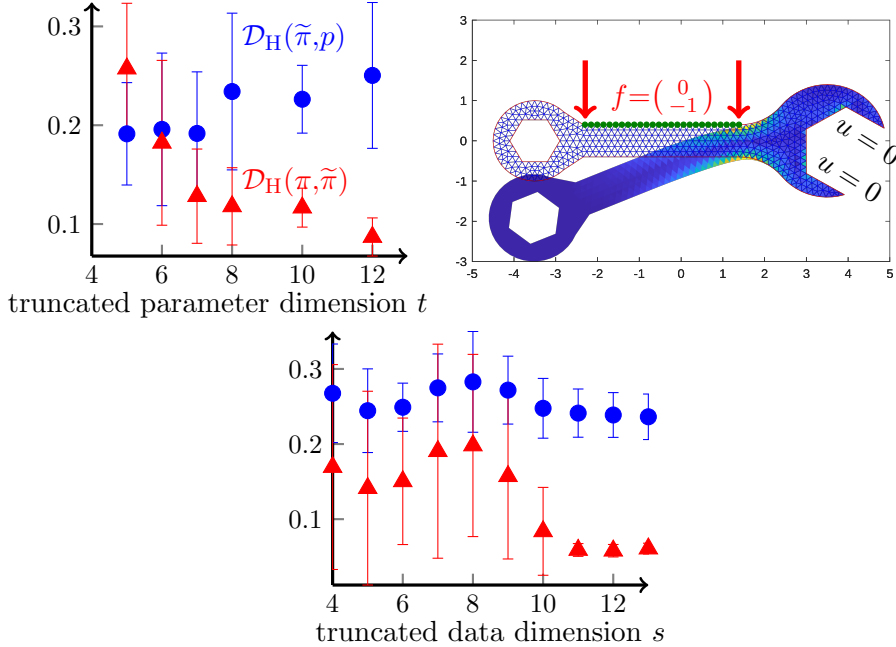 0.3
0.2
0.1
𝒟_H(π̃,p)
𝒟_H(π,π̃)
4 6 8 10 12
truncated parameter dimension t
3
2
1
0
-1
-2
-3
f=(0 -1)
u=0
u=0
-5 -4 -3 -2 -1 0 1 2 3 4 5
0.3
0.2
0.1
4 6 8 10 12
truncated data dimension s